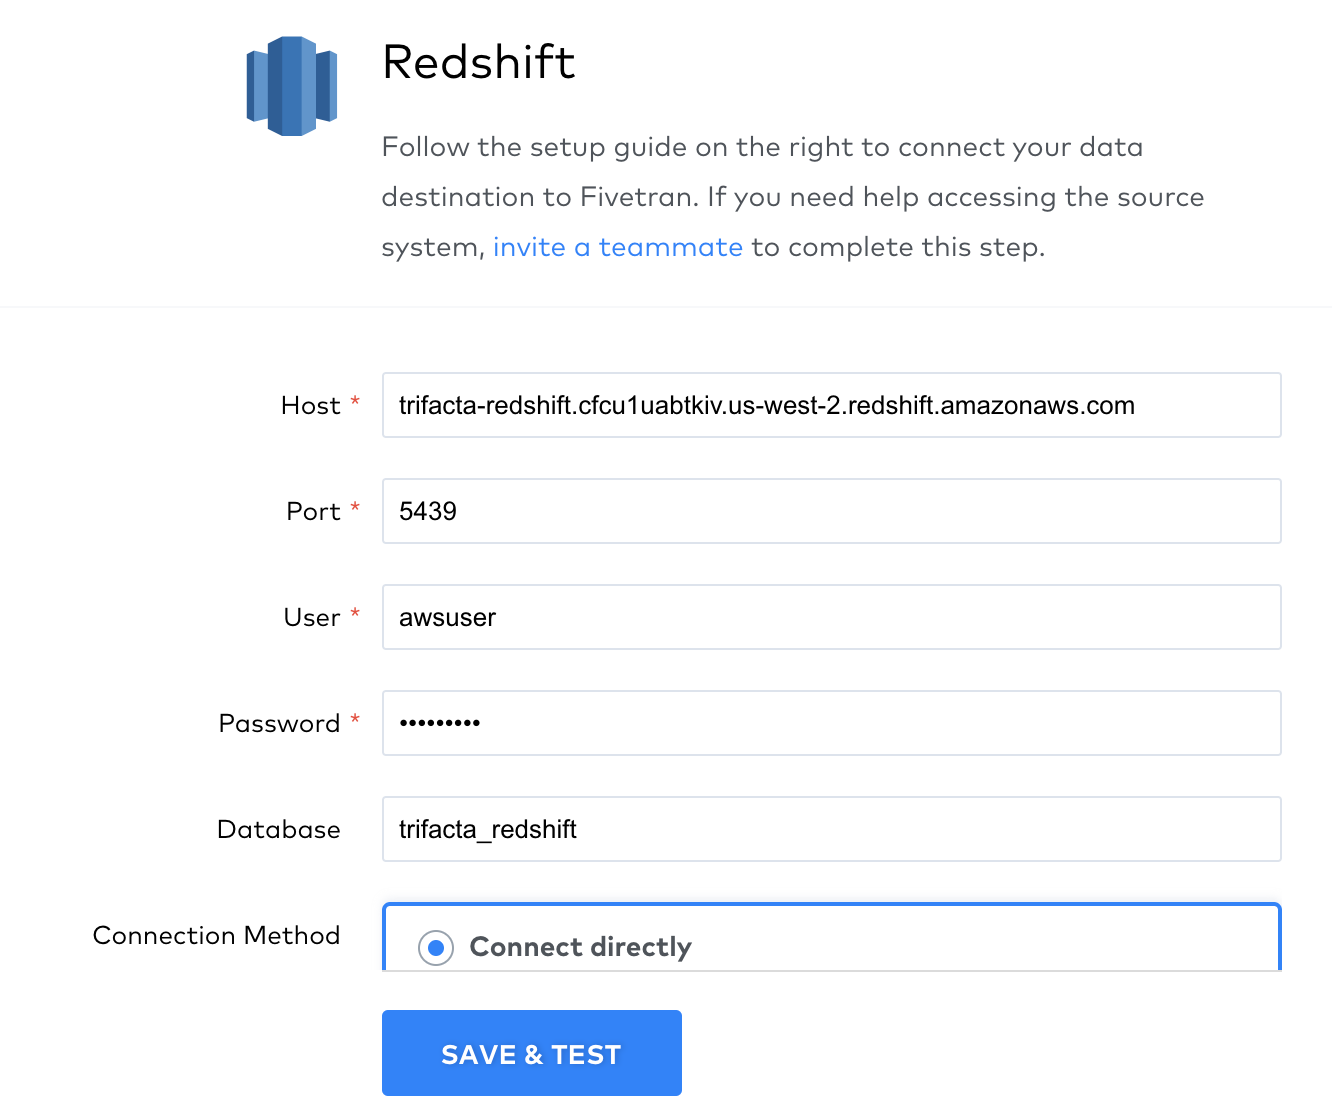 Redshift
Follow the setup guide on the right to connect your data
destination to Fivetran. If you need help accessing the source
system, invite a teammate to complete this step.
Host *
trifacta-redshift.cfcu1uabtkiv.us-west-2.redshift.amazonaws.com
Port *
5439
User *
awsuser
Password *
•••••••••
Database
trifacta_redshift
Connection Method
Connect directly
SAVE & TEST